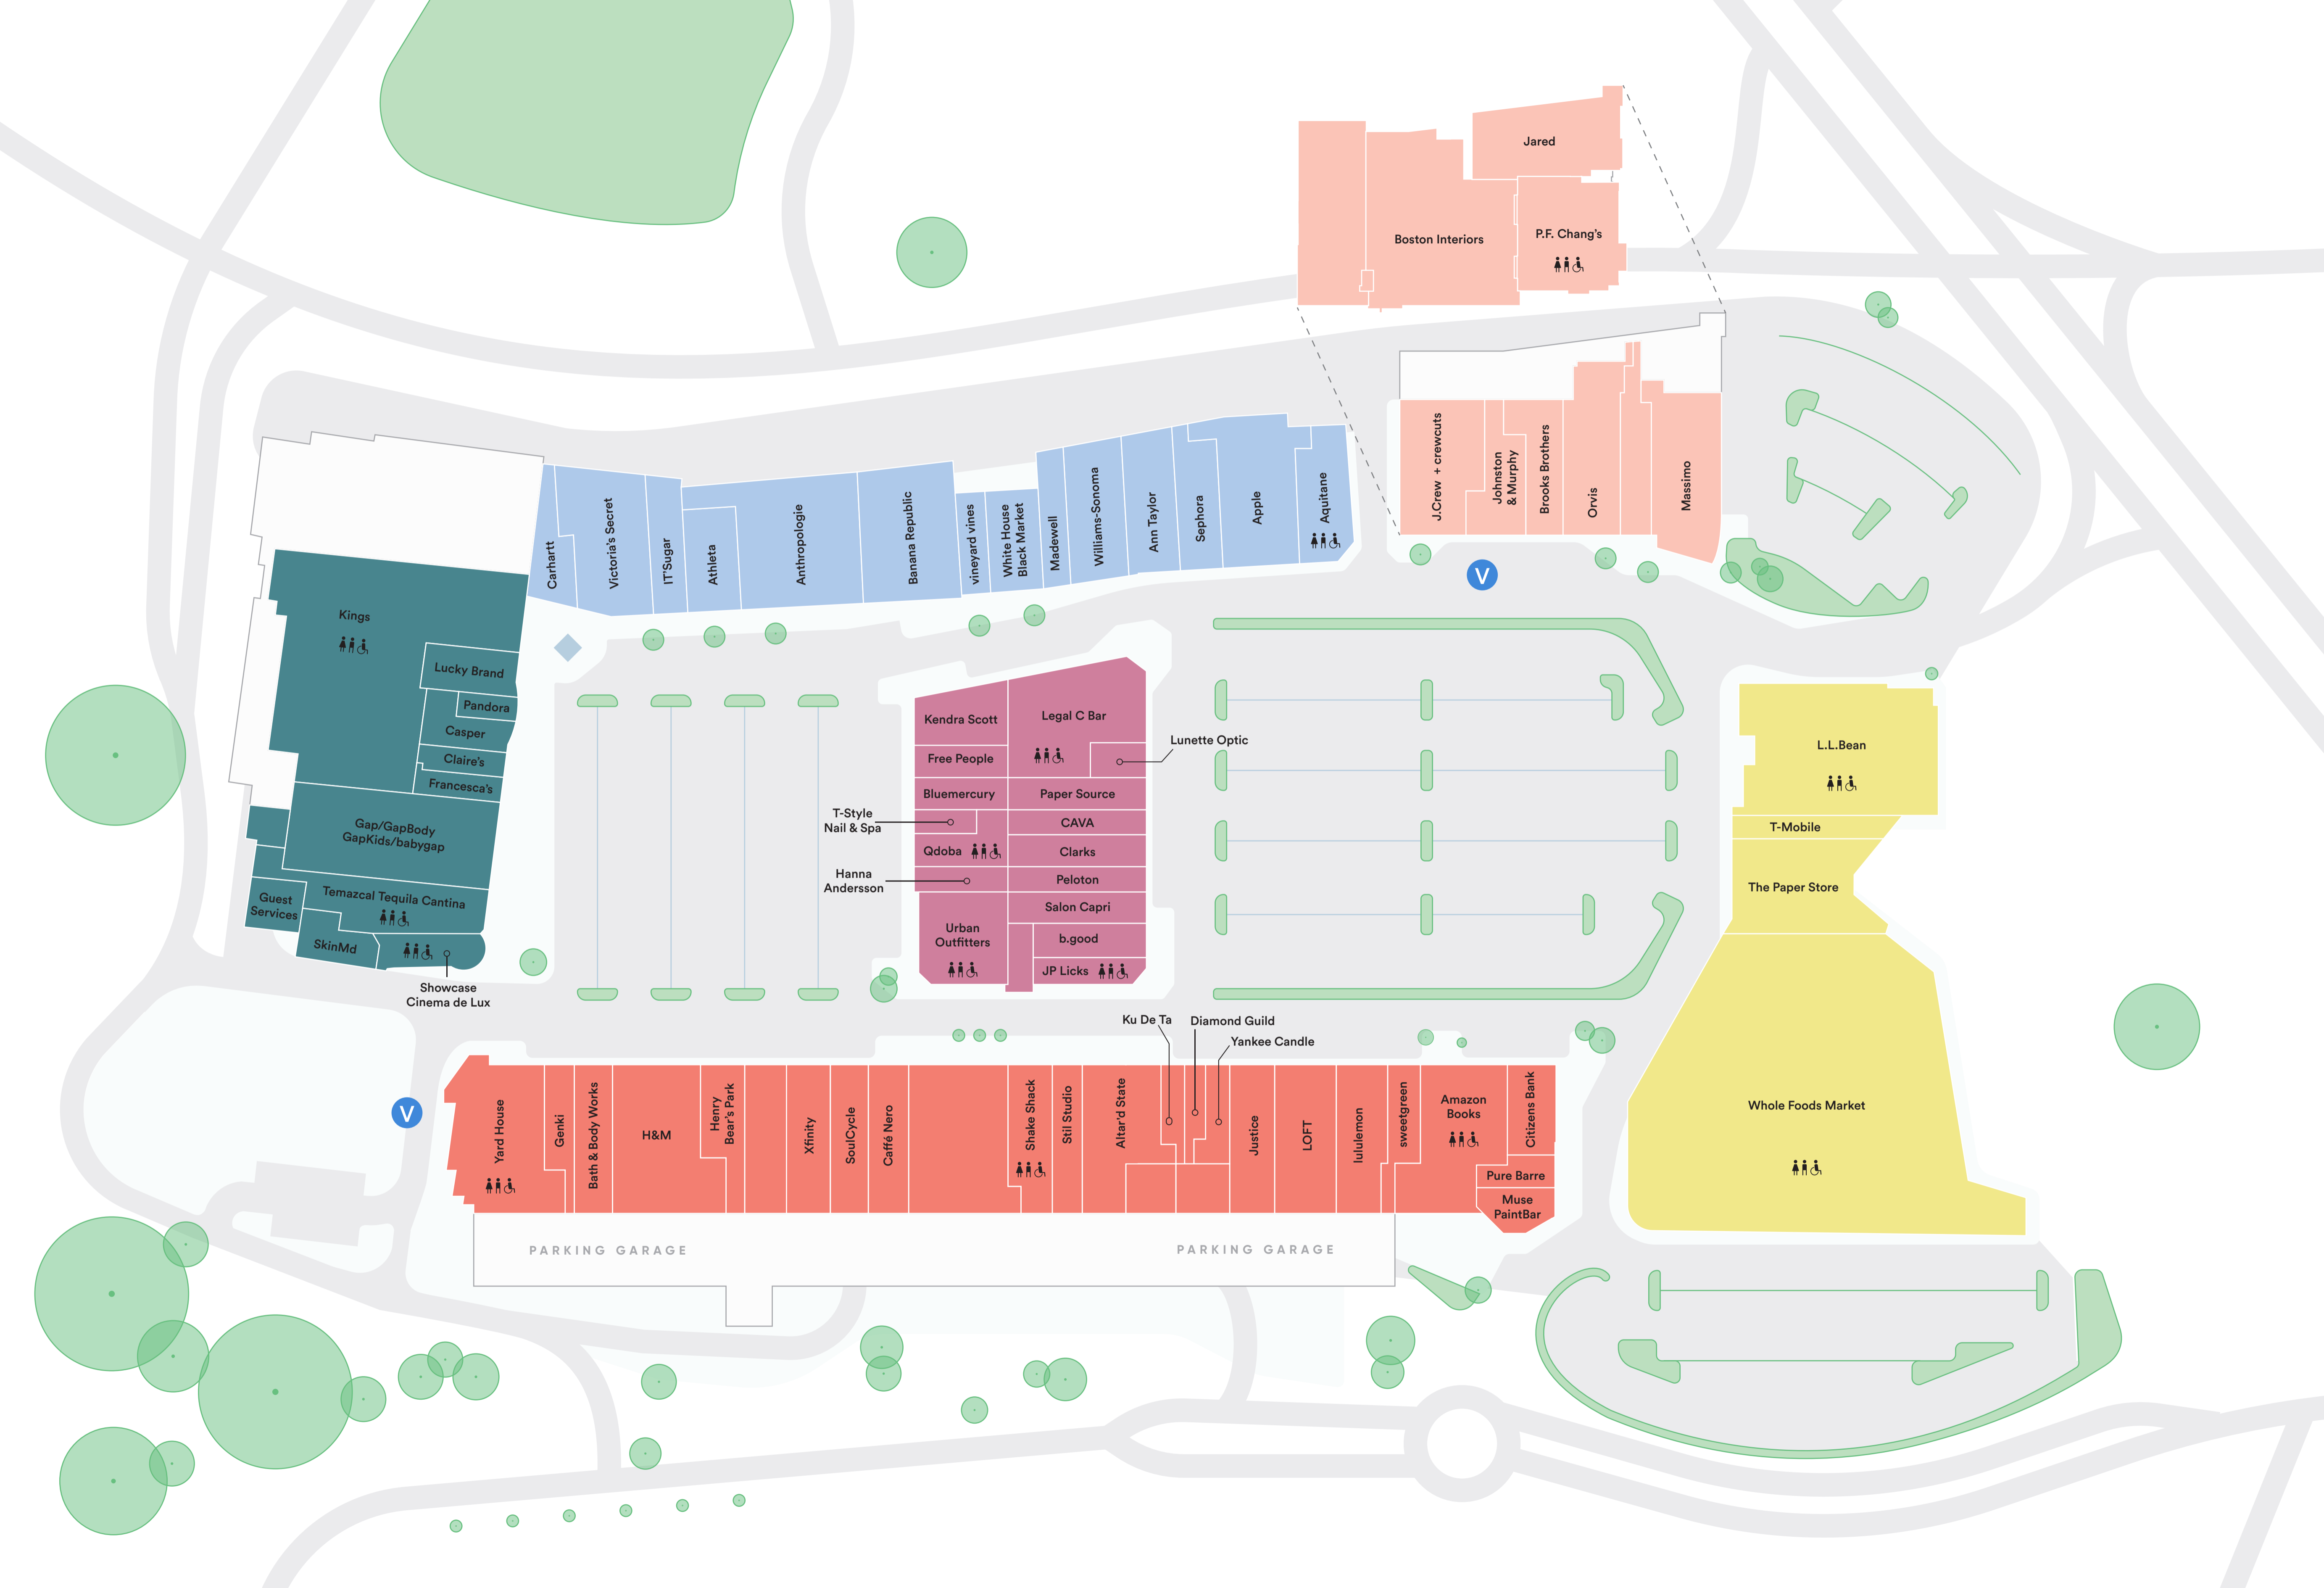 Jared
Boston Interiors
P.F. Chang's
J.Crew + crewcuts
Johnston
& Murphy
Brooks Brothers
Orvis
Massimo
Carhartt
Victoria's Secret
IT'Sugar
Athleta
Anthropologie
Banana Republic
vineyard vines
White House
Black Market
Madewell
Williams-Sonoma
Ann Taylor
Sephora
Apple
Aquitane
V
Kings
Lucky Brand
Pandora
Casper
Claire's
Francesca's
Gap/GapBody
GapKids/babygap
Temazcal Tequila Cantina
Guest
Services
SkinMd
Showcase
Cinema de Lux
Kendra Scott
Legal C Bar
Lunette Optic
Free People
Bluemercury
Paper Source
T-Style
Nail & Spa
CAVA
Qdoba
Clarks
Hanna
Andersson
Peloton
Salon Capri
Urban
Outfitters
b.good
JP Licks
L.L.Bean
T-Mobile
The Paper Store
Whole Foods Market
Ku De Ta
Diamond Guild
Yankee Candle
V
Yard House
Genki
Bath & Body Works
H&M
Henry
Bear's Park
Xfinity
SoulCycle
Caffé Nero
Shake Shack
Stil Studio
Altar'd State
Justice
LOFT
lululemon
sweetgreen
Amazon
Books
Citizens Bank
Pure Barre
Muse
PaintBar
PARKING GARAGE
PARKING GARAGE